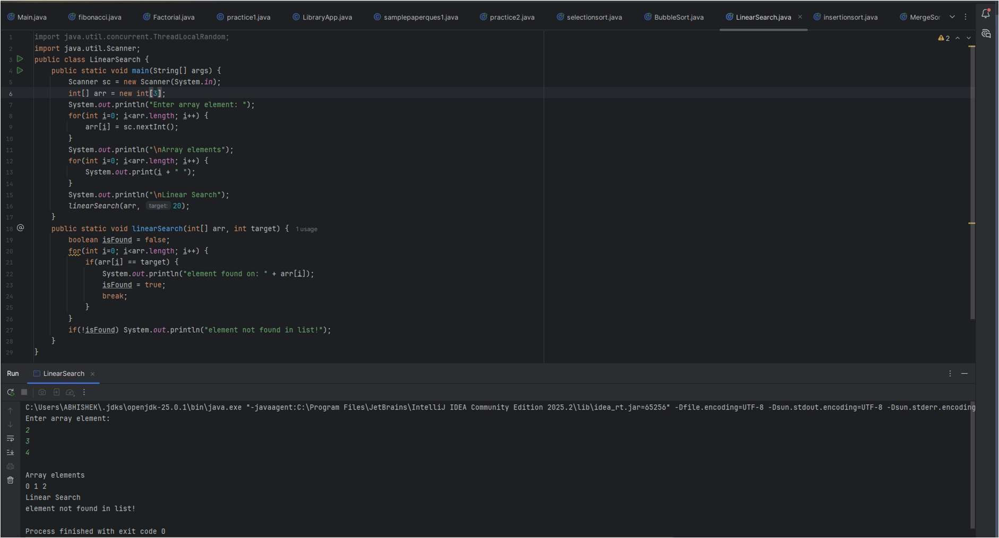 Main.java fibonacci.java Factorial.java practice1.java LibraryApp.java samplepaperques1.java practice2.java selectionsort.java BubbleSort.java LinearSearch.java insertionsort.java MergeSor
2
1 import java.util.concurrent.ThreadLocalRandom;
2 import java.util.Scanner;
3 public class LinearSearch {
4 public static void main(String[] args) {
5 Scanner sc = new Scanner(System.in);
6 int[] arr = new int[3];
7 System.out.println("Enter array element: ");
8 for(int i=0; i<arr.length; i++) {
9 arr[i] = sc.nextInt();
10 }
11 System.out.println("\nArray elements");
12 for(int i=0; i<arr.length; i++) {
13 System.out.print(i + " ");
14 }
15 System.out.println("\nLinear Search");
16 linearSearch(arr, target: 20);
17 }
18 @ public static void linearSearch(int[] arr, int target) { 1 usage
19 boolean isFound = false;
20 for(int i=0; i<arr.length; i++) {
21 if(arr[i] == target) {
22 System.out.println("element found on: " + arr[i]);
23 isFound = true;
24 break;
25 }
26 }
27 if(!isFound) System.out.println("element not found in list!");
28 }
29 }
Run LinearSearch
C:\Users\ABHISHEK\.jdks\openjdk-25.0.1\bin\java.exe "-javaagent:C:\Program Files\JetBrains\IntelliJ IDEA Community Edition 2025.2\lib\idea_rt.jar=65256" -Dfile.encoding=UTF-8 -Dsun.stdout.encoding=UTF-8 -Dsun.stderr.encoding
Enter array element:
2
3
4
Array elements
0 1 2
Linear Search
element not found in list!
Process finished with exit code 0